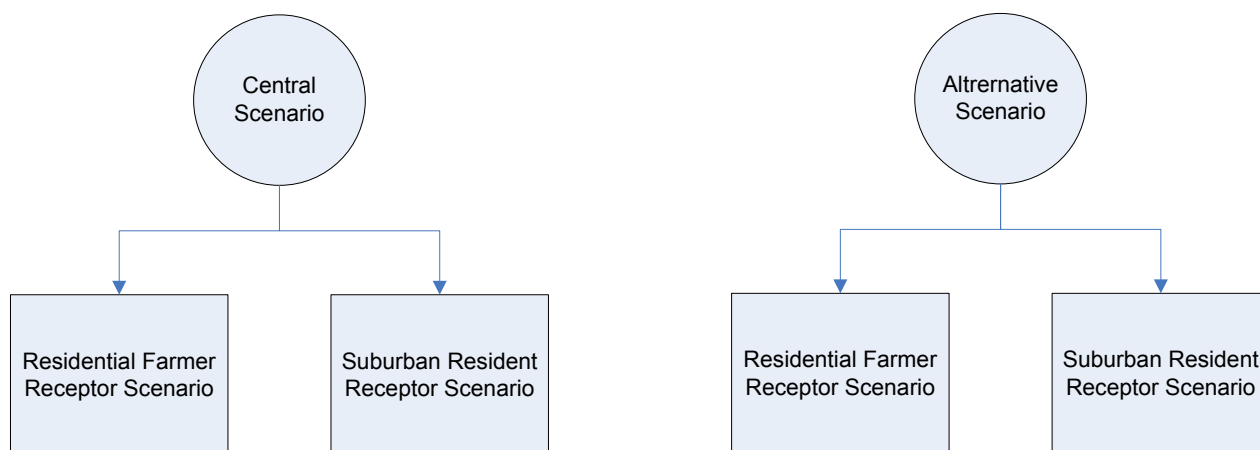 Central
Scenario
Altrernative
Scenario
Residential Farmer
Receptor Scenario
Suburban Resident
Receptor Scenario
Residential Farmer
Receptor Scenario
Suburban Resident
Receptor Scenario